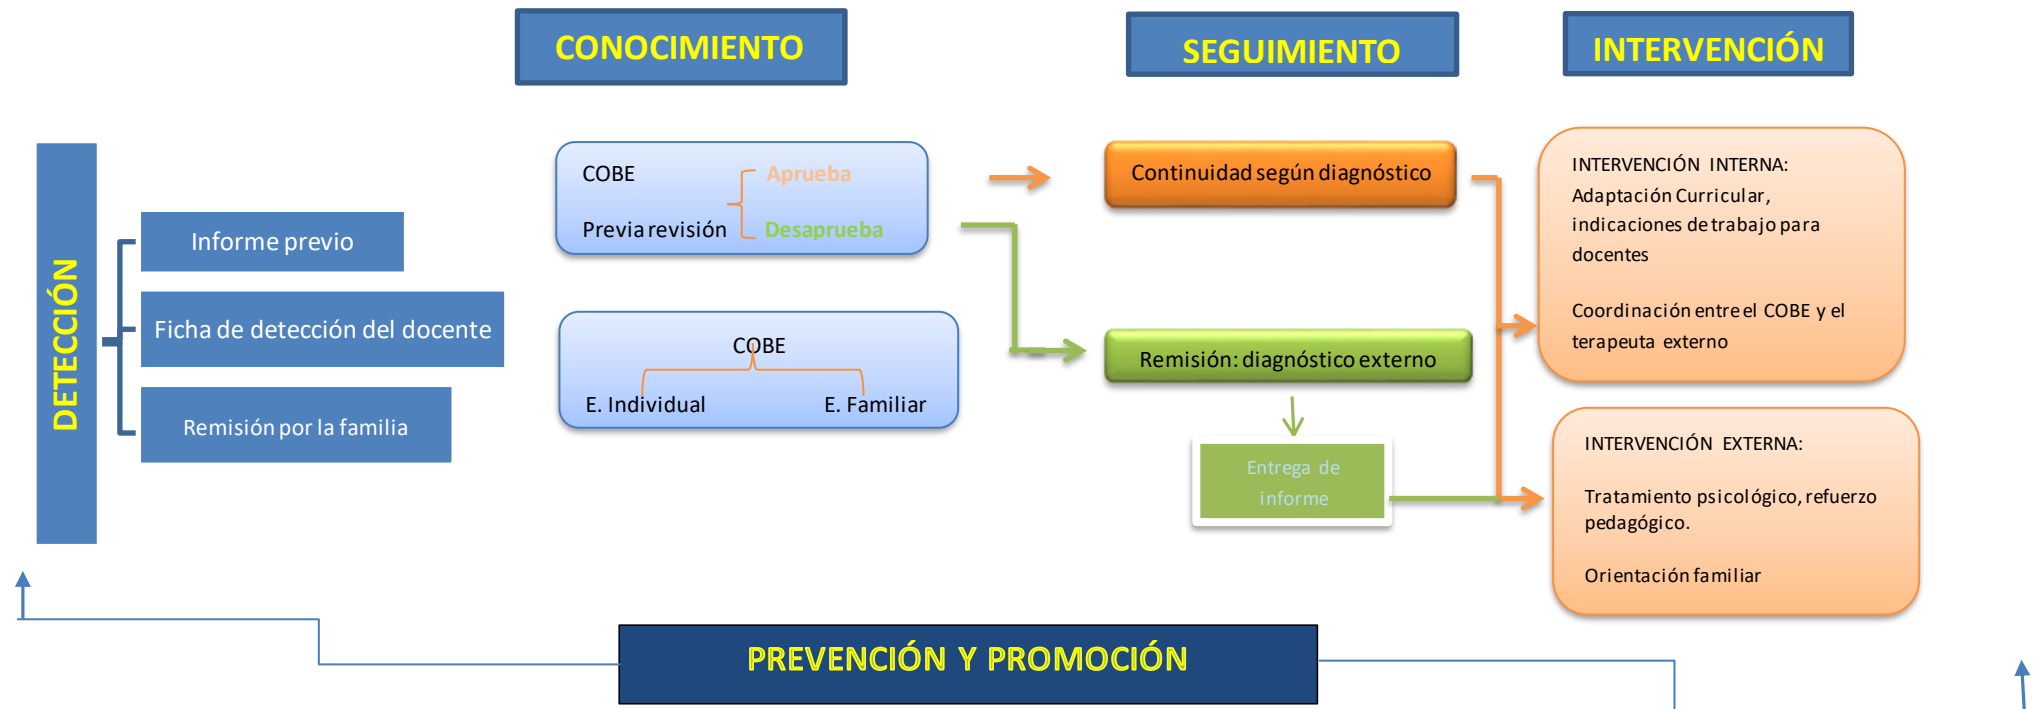 CONOCIMIENTO
SEGUIMIENTO
INTERVENCIÓN
DETECCIÓN
Informe previo
Ficha de detección del docente
Remisión por la familia
COBE
Aprueba
Previa revisión
Desaprueba
COBE
E. Individual
E. Familiar
Continuidad según diagnóstico
Remisión: diagnóstico externo
Entrega de
informe
INTERVENCIÓN INTERNA:
Adaptación Curricular,
indicaciones de trabajo para
docentes
Coordinación entre el COBE y el
terapeuta externo
INTERVENCIÓN EXTERNA:
Tratamiento psicológico, refuerzo
pedagógico.
Orientación familiar
PREVENCIÓN Y PROMOCIÓN